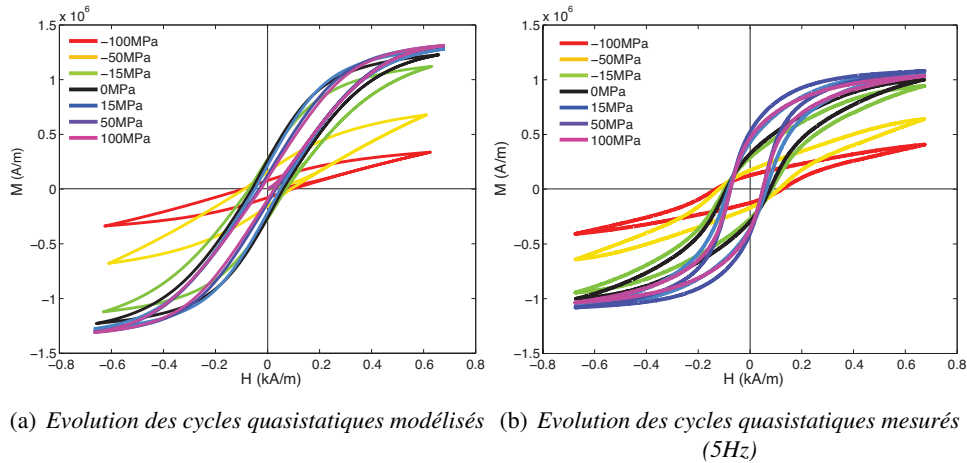 x 10⁶
1.5
1
0.5
0
−0.5
−1
−1.5
M (A/m)
−100MPa
−50MPa
−15MPa
0MPa
15MPa
50MPa
100MPa
−0.8 −0.6 −0.4 −0.2 0 0.2 0.4 0.6 0.8
H (kA/m)
(a) Evolution des cycles quasistatiques modélisés
x 10⁶
1.5
1
0.5
0
−0.5
−1
−1.5
M (A/m)
−100MPa
−50MPa
−15MPa
0MPa
15MPa
50MPa
100MPa
−0.8 −0.6 −0.4 −0.2 0 0.2 0.4 0.6 0.8
H (kA/m)
(b) Evolution des cycles quasistatiques mesurés
(5Hz)